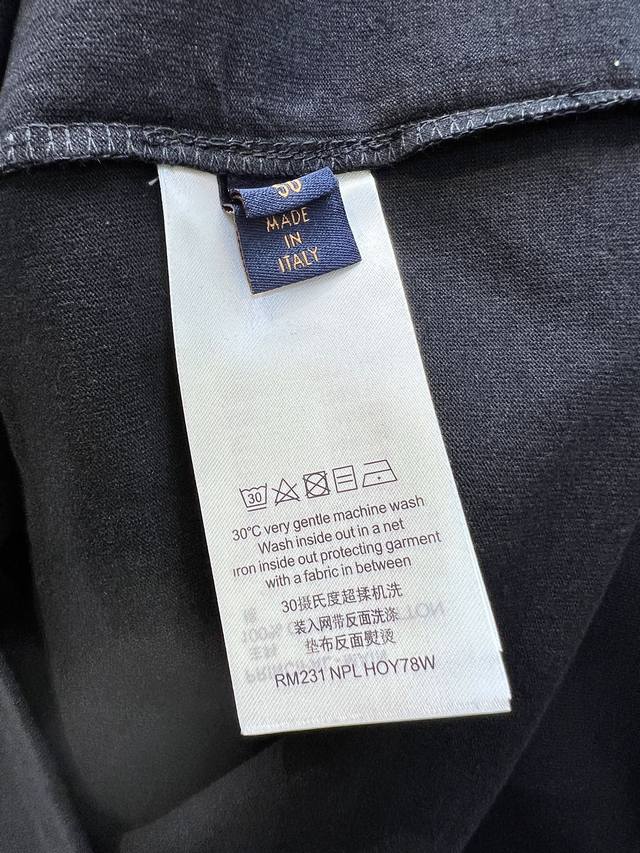 MADE
IN
ITALY
30
30°C very gentle machine wash
Wash inside out in a net
iron inside out protecting garment
with a fabric in between
30摄氏度超揉机洗
装入网带反面洗涤
垫布反面熨烫
RM231 NPL HOY78W